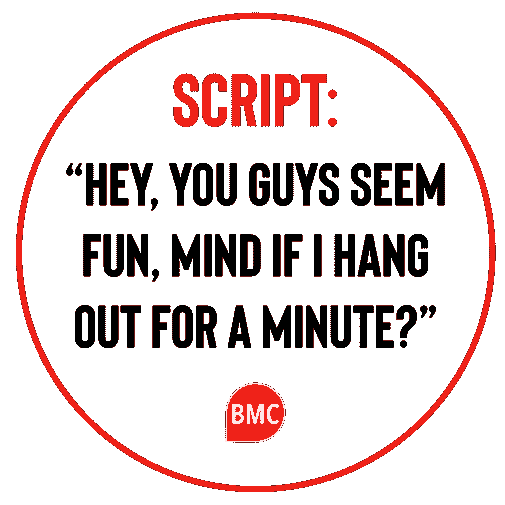 SCRIPT:
“HEY, YOU GUYS SEEM
FUN, MIND IF I HANG
OUT FOR A MINUTE?”
BMC